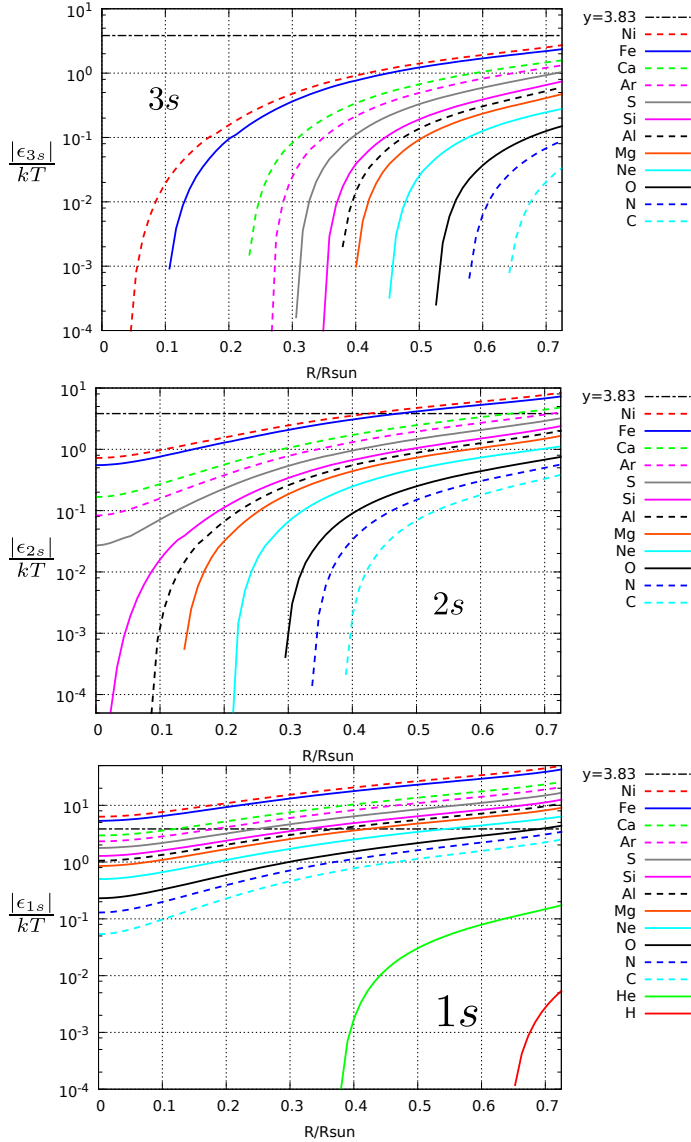 y=3.83
Ni
Fe
Ca
Ar
S
Si
Al
Mg
Ne
O
N
C
10^1
10^0
10^-1
10^-2
10^-3
10^-4
|ϵ3s|
kT
3s
0 0.1 0.2 0.3 0.4 0.5 0.6 0.7
R/Rsun
y=3.83
Ni
Fe
Ca
Ar
S
Si
Al
Mg
Ne
O
N
C
10^1
10^0
10^-1
10^-2
10^-3
10^-4
|ϵ2s|
kT
2s
0 0.1 0.2 0.3 0.4 0.5 0.6 0.7
R/Rsun
y=3.83
Ni
Fe
Ca
Ar
S
Si
Al
Mg
Ne
O
N
C
He
H
10^1
10^0
10^-1
10^-2
10^-3
10^-4
|ϵ1s|
kT
1s
0 0.1 0.2 0.3 0.4 0.5 0.6 0.7
R/Rsun